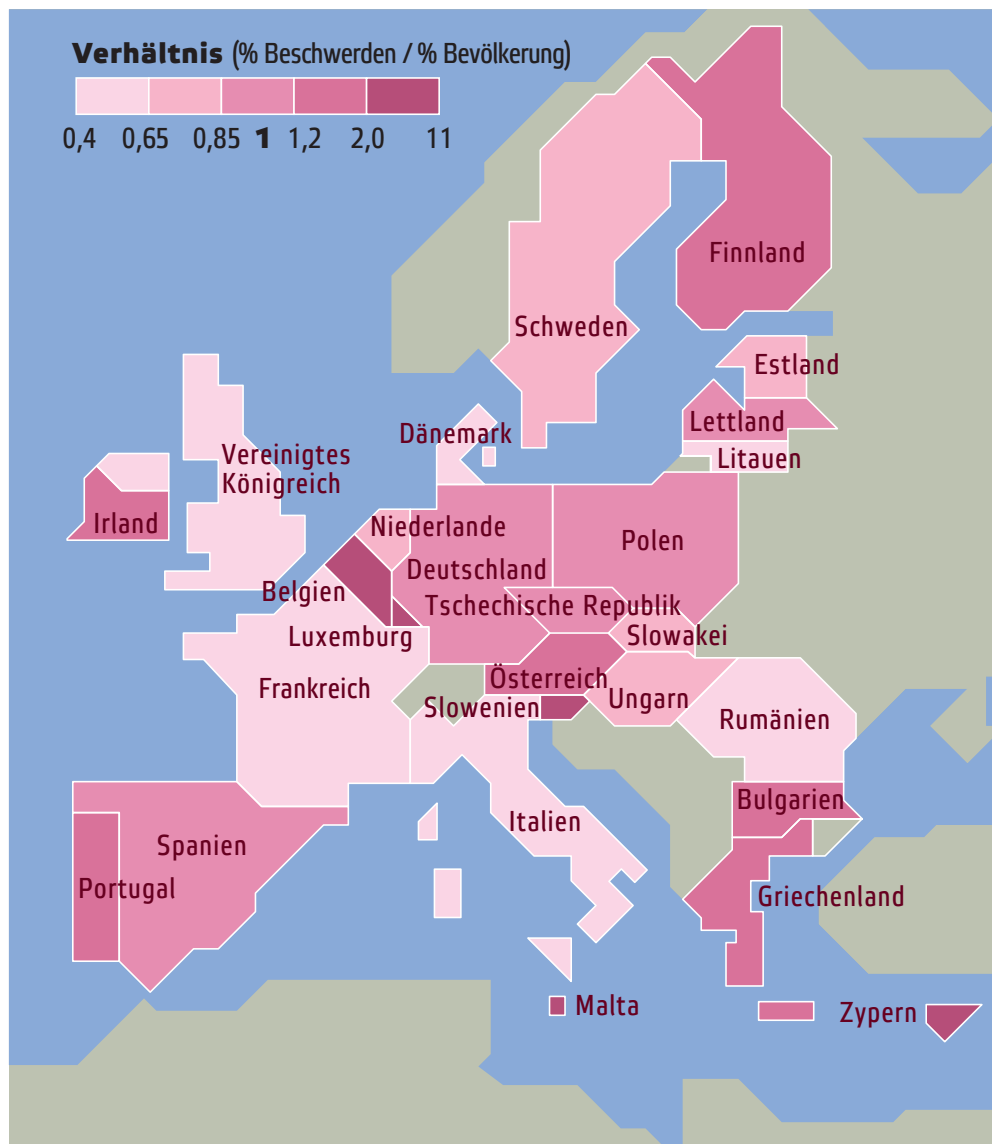 Verhältnis (% Beschwerden / % Bevölkerung)
0,4 0,65 0,85 1 1,2 2,0 11
Finnland
Schweden
Estland
Lettland
Dänemark
Litauen
Vereinigtes
Königreich
Irland
Niederlande
Polen
Deutschland
Belgien
Tschechische Republik
Luxemburg
Slowakei
Österreich
Frankreich
Ungarn
Slowenien
Rumänien
Bulgarien
Italien
Spanien
Portugal
Griechenland
Malta
Zypern